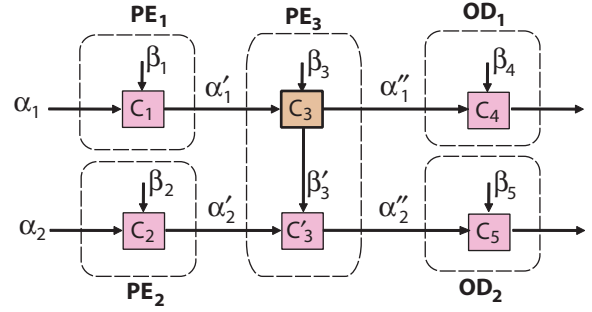 PE₁ PE₃ OD₁
β₁ β₃ β₄
α₁ C₁ α′₁ C₃ α″₁ C₄
β₂ β′₃ β₅
α₂ C₂ α′₂ C′₃ α″₂ C₅
PE₂ OD₂